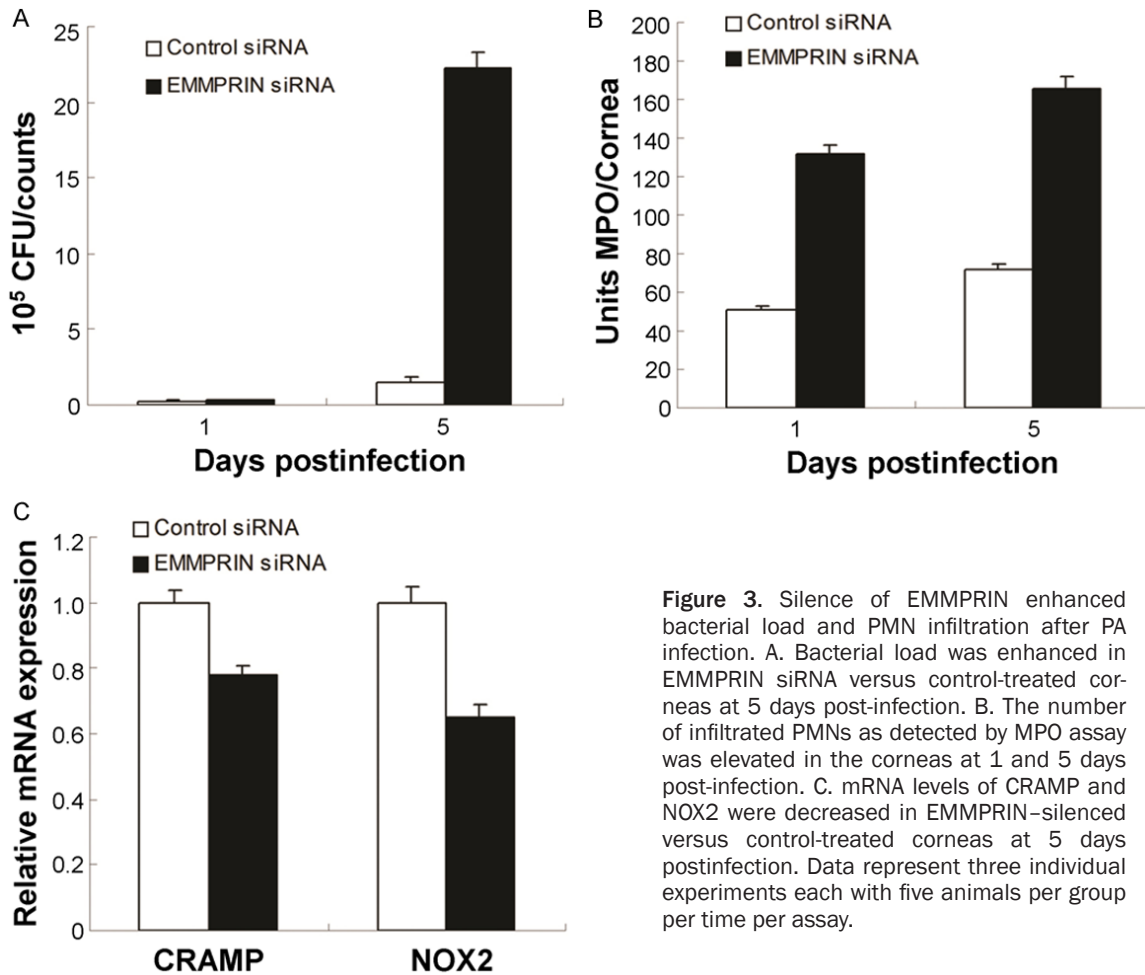 A
25
20
15
10
5
0
10⁵ CFU/counts
Control siRNA
EMMPRIN siRNA
1
5
Days postinfection
B
180
160
140
120
100
80
60
40
20
0
Units MPO/Cornea
Control siRNA
EMMPRIN siRNA
1
5
Days postinfection
C
1.2
1.0
0.8
0.6
0.4
0.2
0
Relative mRNA expression
Control siRNA
EMMPRIN siRNA
CRAMP
NOX2
Figure 3. Silence of EMMPRIN enhanced
bacterial load and PMN infiltration after PA
infection. A. Bacterial load was enhanced in
EMMPRIN siRNA versus control-treated cor-
neas at 5 days post-infection. B. The number
of infiltrated PMNs as detected by MPO assay
was elevated in the corneas at 1 and 5 days
post-infection. C. mRNA levels of CRAMP and
NOX2 were decreased in EMMPRIN–silenced
versus control-treated corneas at 5 days
postinfection. Data represent three individual
experiments each with five animals per group
per time per assay.